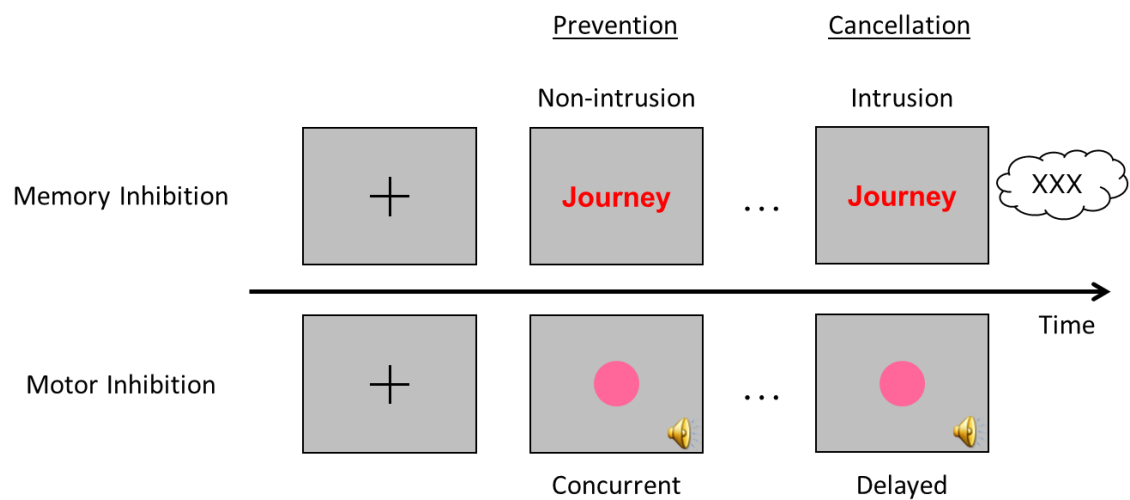 Prevention Cancellation
Non-intrusion Intrusion
Memory Inhibition Journey ... Journey XXX
Time
Motor Inhibition ...
Concurrent Delayed